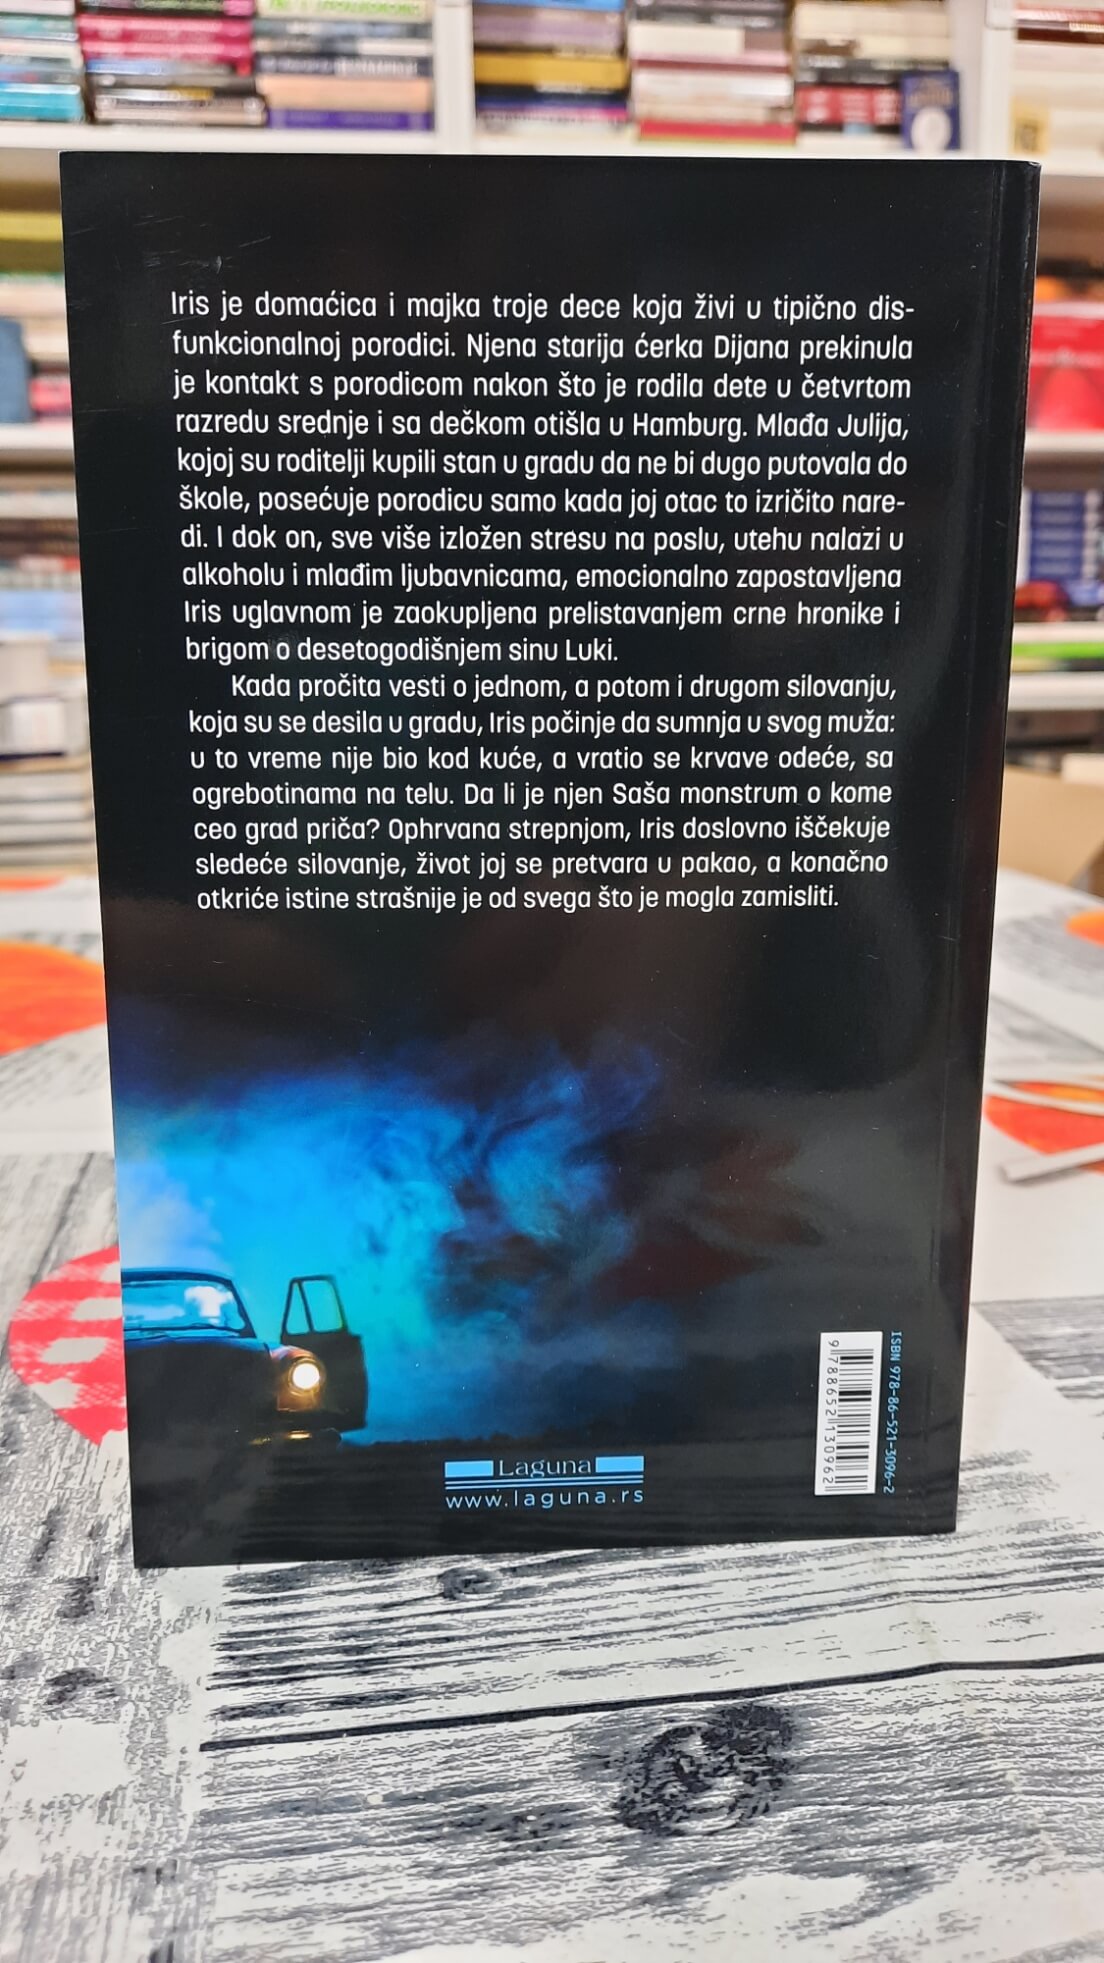 Iris je domaćica i majka troje dece koja živi u tipično dis-
funkcionalnoj porodici. Njena starija ćerka Dijana prekinula
je kontakt s porodicom nakon što je rodila dete u četvrtom
razredu srednje i sa dečkom otišla u Hamburg. Mlađa Julija,
kojoj su roditelji kupili stan u gradu da ne bi dugo putovala do
škole, posećuje porodicu samo kada joj otac to izričito nare-
di. I dok on, sve više izložen stresu na poslu, utehu nalazi u
alkoholu i mlađim ljubavnicama, emocionalno zapostavljena
Iris uglavnom je zaokupljena prelistavanjem crne hronike i
brigom o desetogodišnjem sinu Luki.
Kada pročita vesti o jednom, a potom i drugom silovanju,
koja su se desila u gradu, Iris počinje da sumnja u svog muža:
u to vreme nije bio kod kuće, a vratio se krvave odeće, sa
ogrebotinama na telu. Da li je njen Saša monstrum o kome
ceo grad priča? Ophrvana strepnjom, Iris doslovno iščekuje
sledeće silovanje, život joj se pretvara u pakao, a konačno
otkriće istine strašnije je od svega što je mogla zamisliti.
ISBN 978-86-521-3096-2
9788652130962
Laguna
www.laguna.rs